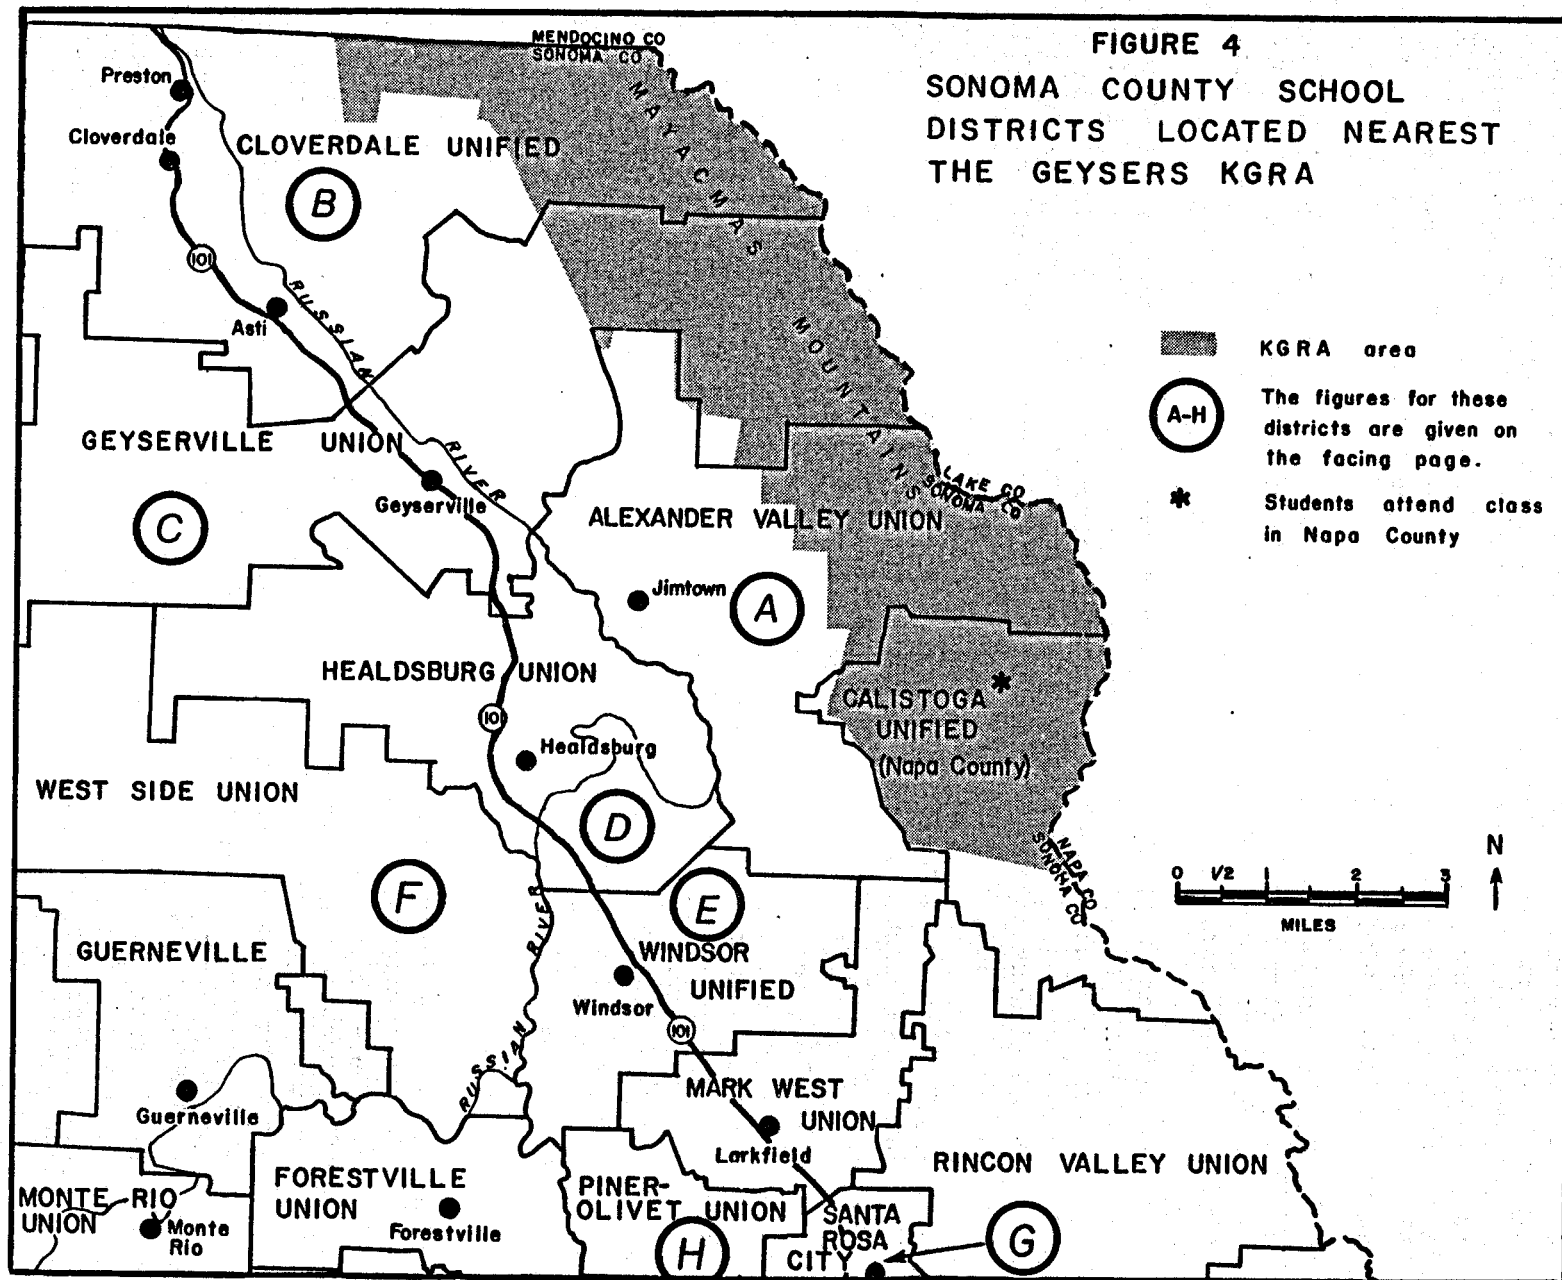 FIGURE 4
SONOMA COUNTY SCHOOL
DISTRICTS LOCATED NEAREST
THE GEYSERS KGRA
MENDOCINO CO
SONOMA CO
Preston
Cloverdale
CLOVERDALE UNIFIED
B
MAYACMAS
MOUNTAINS
101
RUSSIAN
RIVER
Asti
KGRA area
A-H
The figures for these
districts are given on
the facing page.
*
Students attend class
in Napa County
GEYSERVILLE UNION
Geyserville
C
LAKE CO
SONOMA CO
ALEXANDER VALLEY UNION
Jimtown
A
HEALDSBURG UNION
101
Healdsburg
D
CALISTOGA *
UNIFIED
(Napa County)
WEST SIDE UNION
F
NAPA CO
SONOMA CO
N
0 1/2 1 2 3
MILES
E
GUERNEVILLE
WINDSOR
UNIFIED
Windsor
RIVER
RUSSIAN
101
Guerneville
MARK WEST
UNION
Larkfield
RINCON VALLEY UNION
MONTE RIO
UNION
Monte
Rio
FORESTVILLE
UNION
Forestville
PINER-
OLIVET UNION
H
SANTA
ROSA
CITY
G